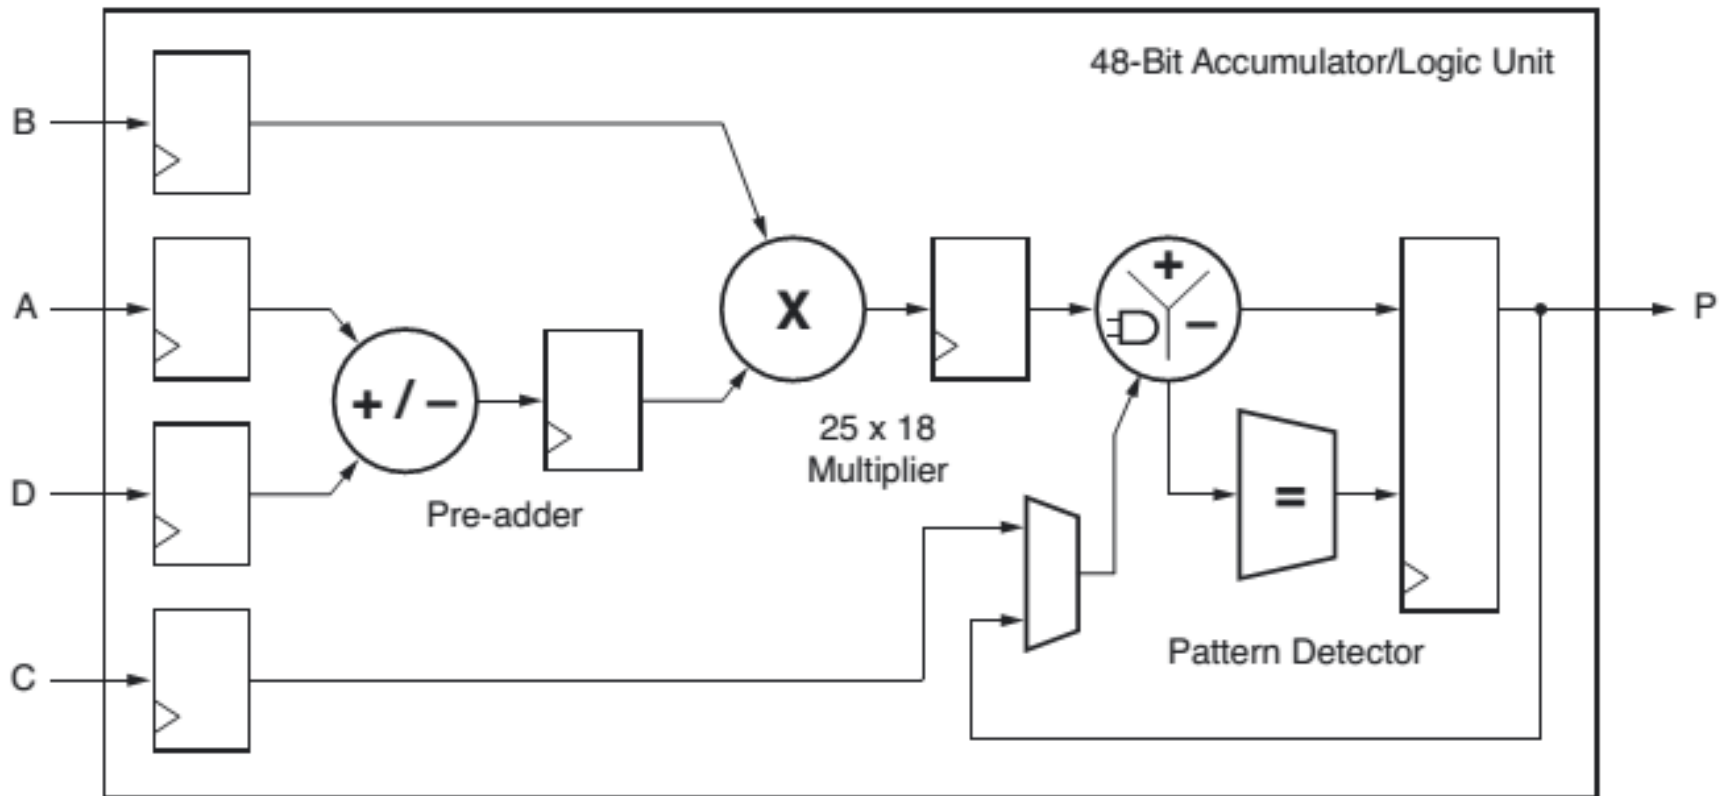 48-Bit Accumulator/Logic Unit
B
A
D
C
+ / −
Pre-adder
X
25 x 18
Multiplier
+
−
=
Pattern Detector
P